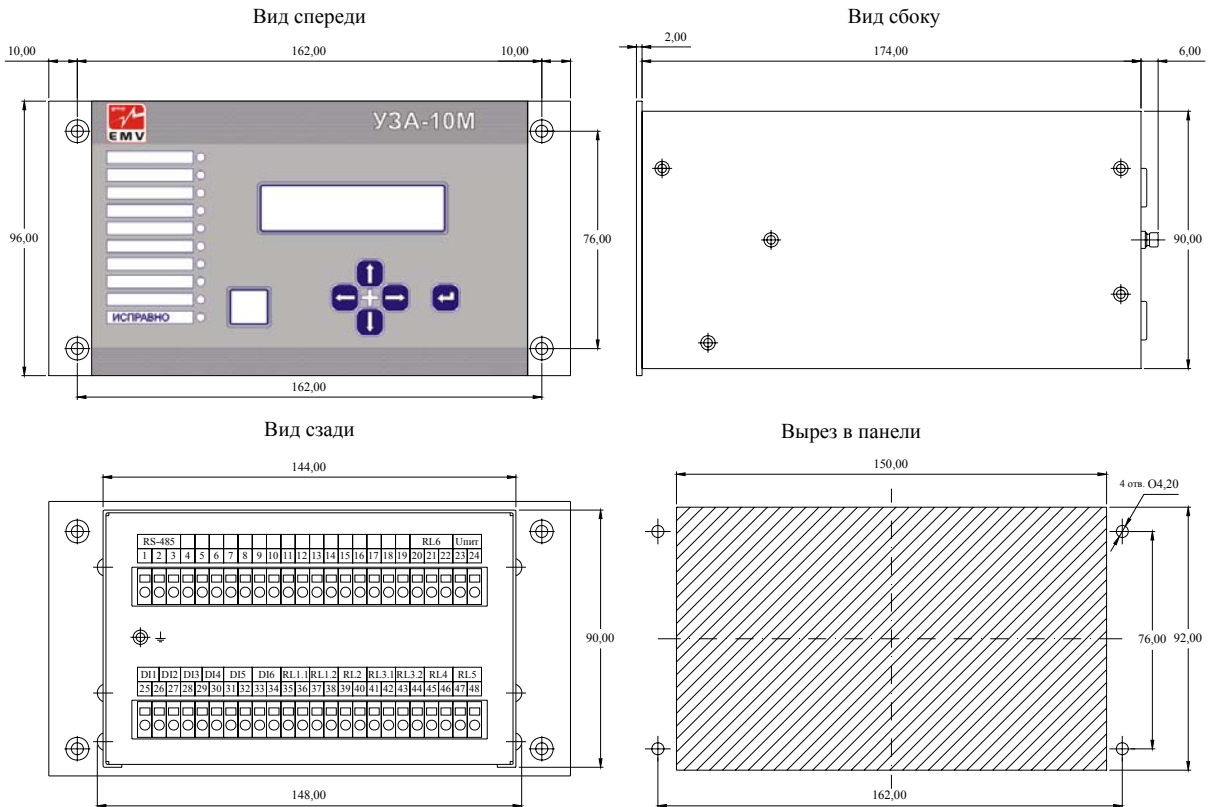 Вид спереди
10,00
162,00
10,00
group
EMV
УЗА-10М
ИСПРАВНО
96,00
76,00
162,00
Вид сбоку
2,00
174,00
6,00
90,00
Вид сзади
144,00
RS-485 RL6 Uпит
1 2 3 4 5 6 7 8 9 10 11 12 13 14 15 16 17 18 19 20 21 22 23 24
90,00
DI1 DI2 DI3 DI4 DI5 DI6 RL1.1 RL1.2 RL2 RL3.1 RL3.2 RL4 RL5
25 26 27 28 29 30 31 32 33 34 35 36 37 38 39 40 41 42 43 44 45 46 47 48
148,00
Вырез в панели
150,00
4 отв. О4,20
76,00
92,00
162,00